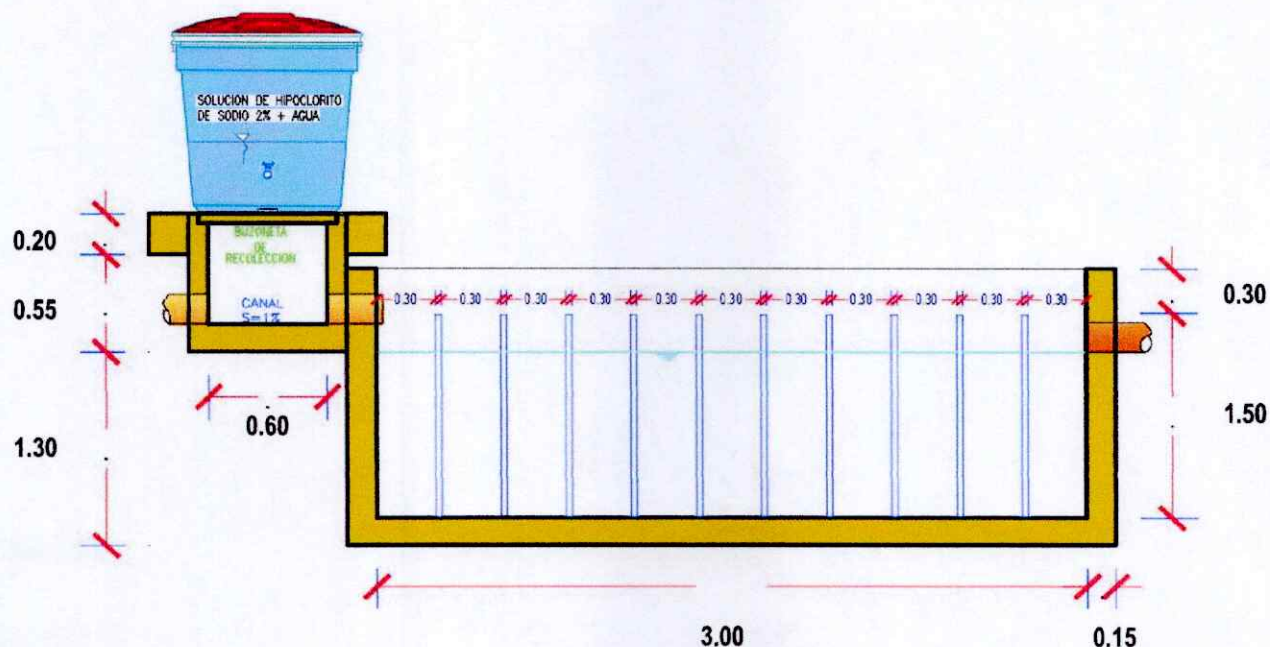 SOLUCION DE HIPOCLORITO
DE SODIO 2% + AGUA
0.20
BUZONETA
DE
RECOLECCION
0.55
CANAL
S=1%
0.30 0.30 0.30 0.30 0.30 0.30 0.30 0.30 0.30 0.30 0.30
0.30
0.60
1.30
1.50
3.00
0.15